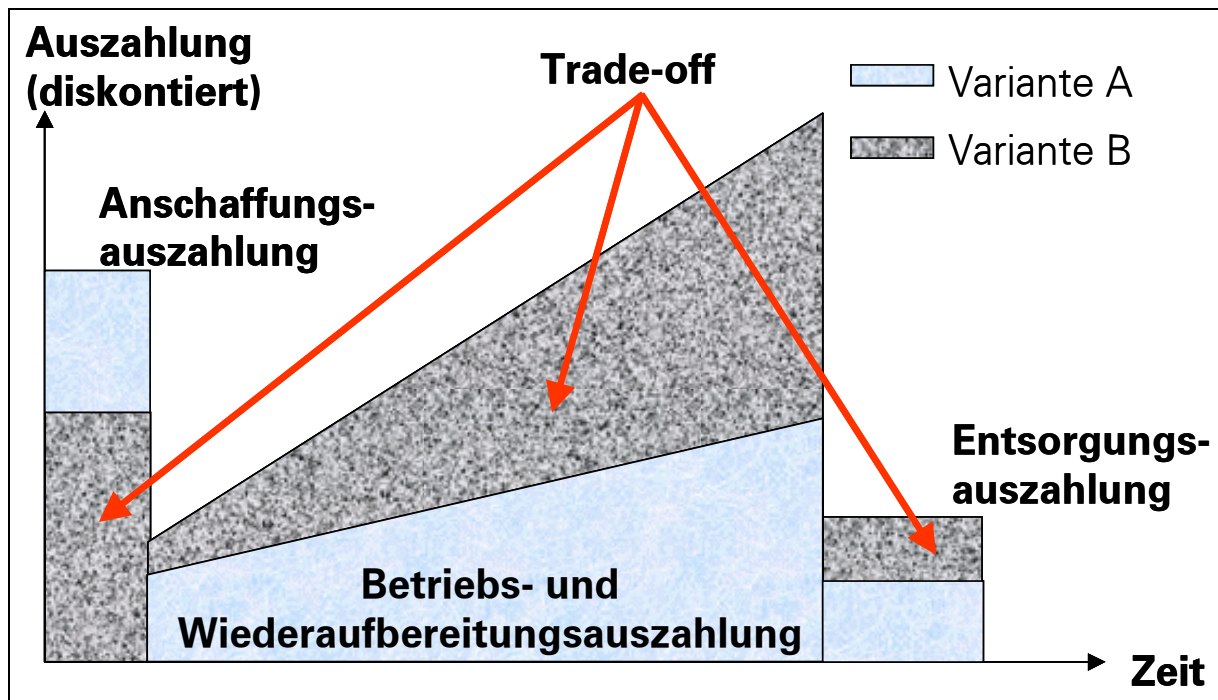 Auszahlung
(diskontiert)
Trade-off
Variante A
Variante B
Anschaffungs-
auszahlung
Entsorgungs-
auszahlung
Betriebs- und
Wiederaufbereitungsauszahlung
Zeit